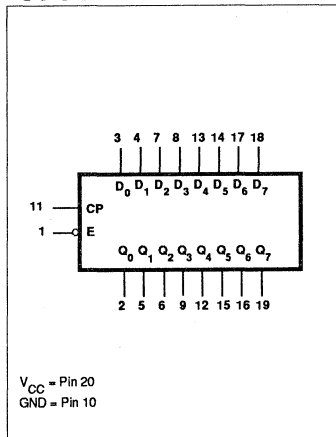 3 4 7 8 13 14 17 18
D0 D1 D2 D3 D4 D5 D6 D7
11 CP
1 E
Q0 Q1 Q2 Q3 Q4 Q5 Q6 Q7
2 5 6 9 12 15 16 19
VCC = Pin 20
GND = Pin 10